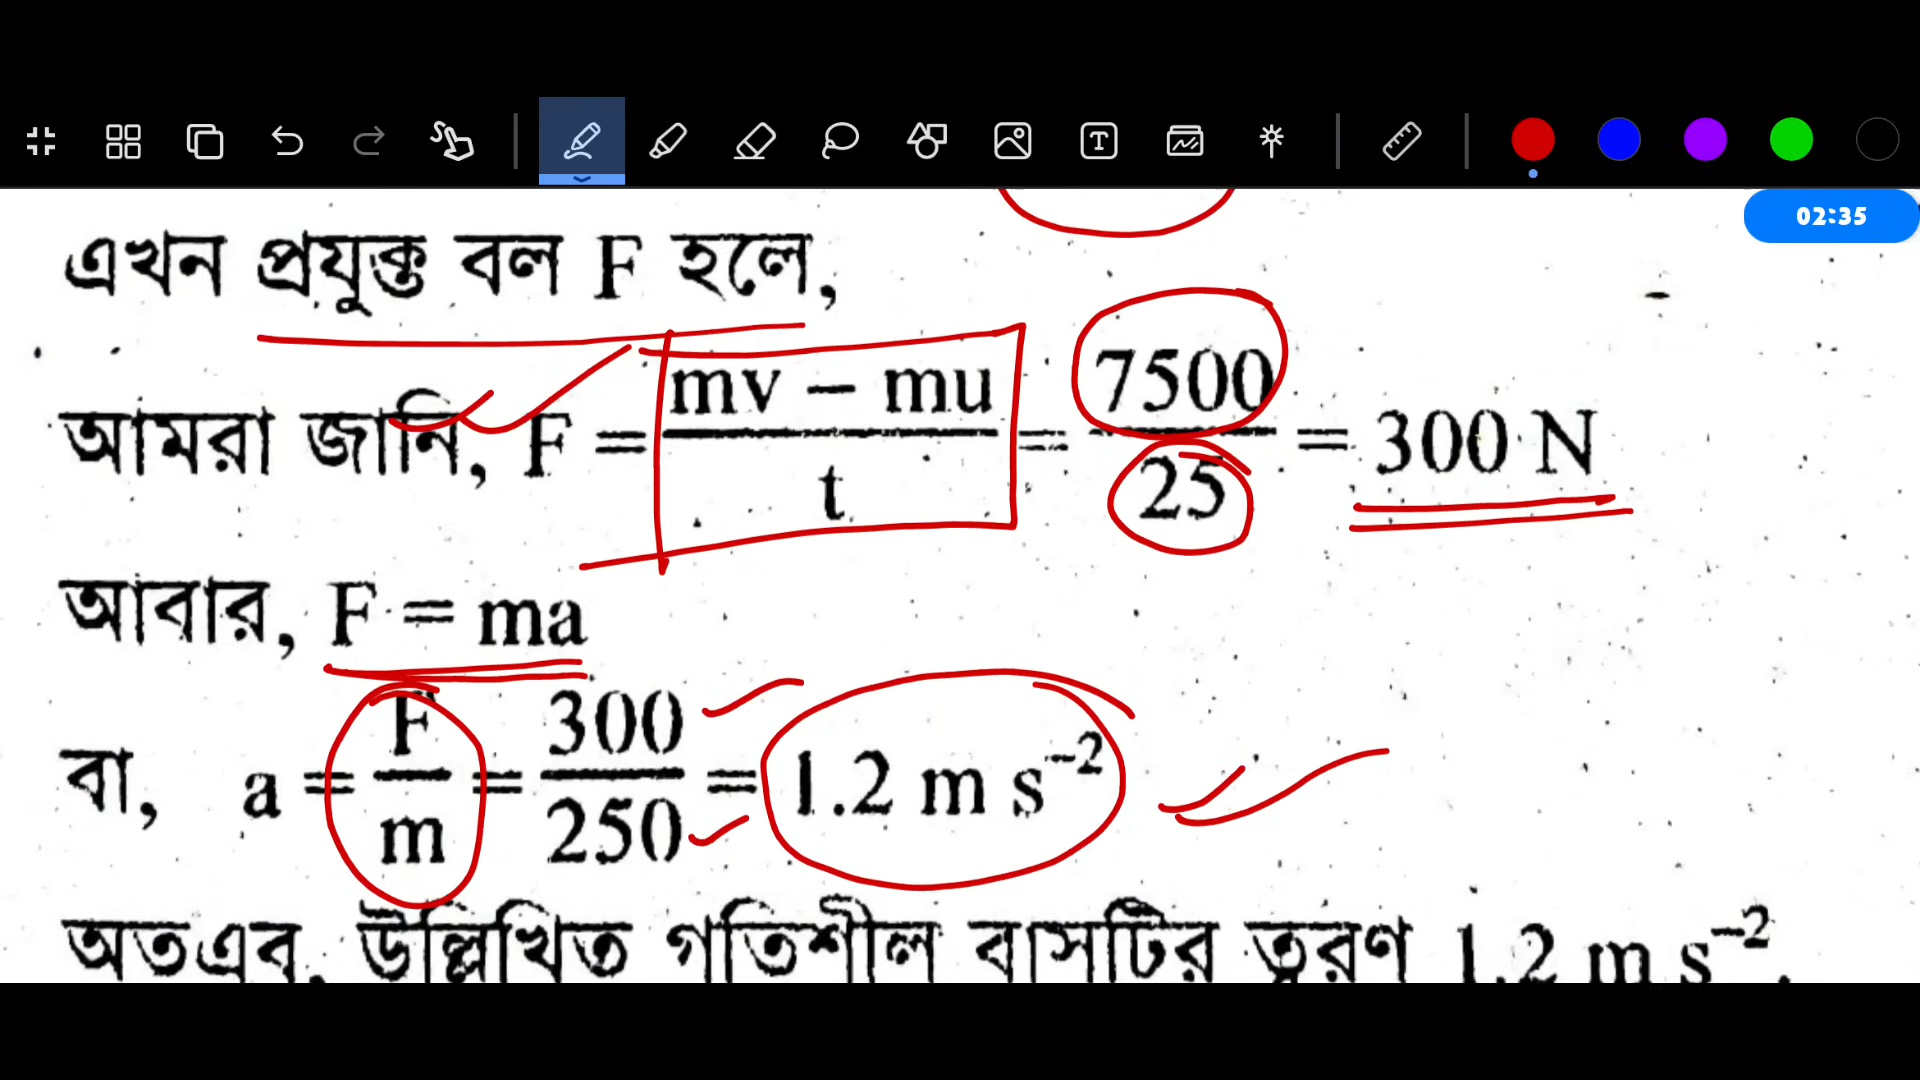 02:35
এখন প্রযুক্ত বল F হলে,
আমরা জানি, F = mv – mu / t = 7500 / 25 = 300 N
আবার, F = ma
বা, a = F / m = 300 / 250 = 1.2 m s⁻²
অতএব, উল্লিখিত গতিশীল বাসটির ত্বরণ 1.2 m s⁻².